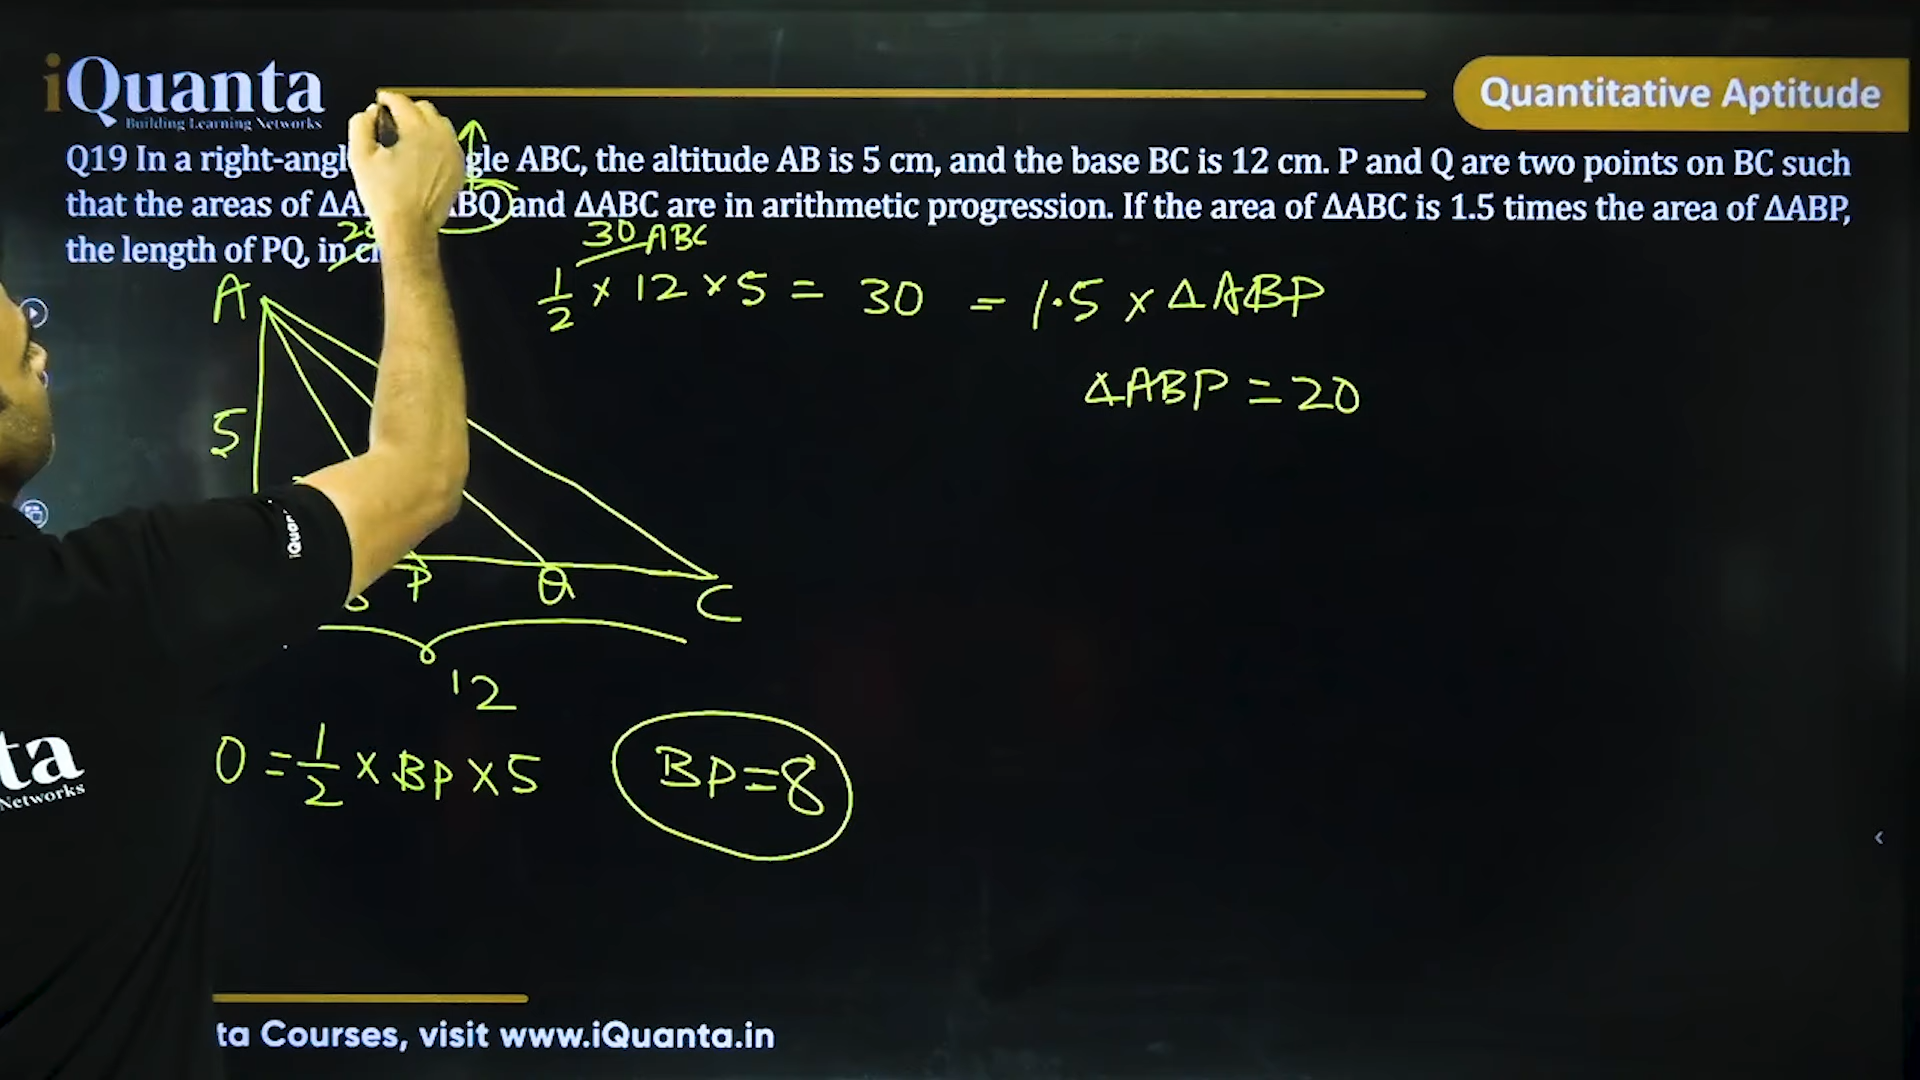 iQuanta
Building Learning Networks
Quantitative Aptitude
Q19 In a right-angl gle ABC, the altitude AB is 5 cm, and the base BC is 12 cm. P and Q are two points on BC such
that the areas of ΔA BQ and ΔABC are in arithmetic progression. If the area of ΔABC is 1.5 times the area of ΔABP,
the length of PQ, in c
30 ABC
1/2 × 12 × 5 = 30 = 1.5 × ΔABP
ΔABP = 20
A
5
P Q C
12
0 = 1/2 × BP × 5
BP = 8
ta
Networks
iQuan
ta Courses, visit www.iQuanta.in